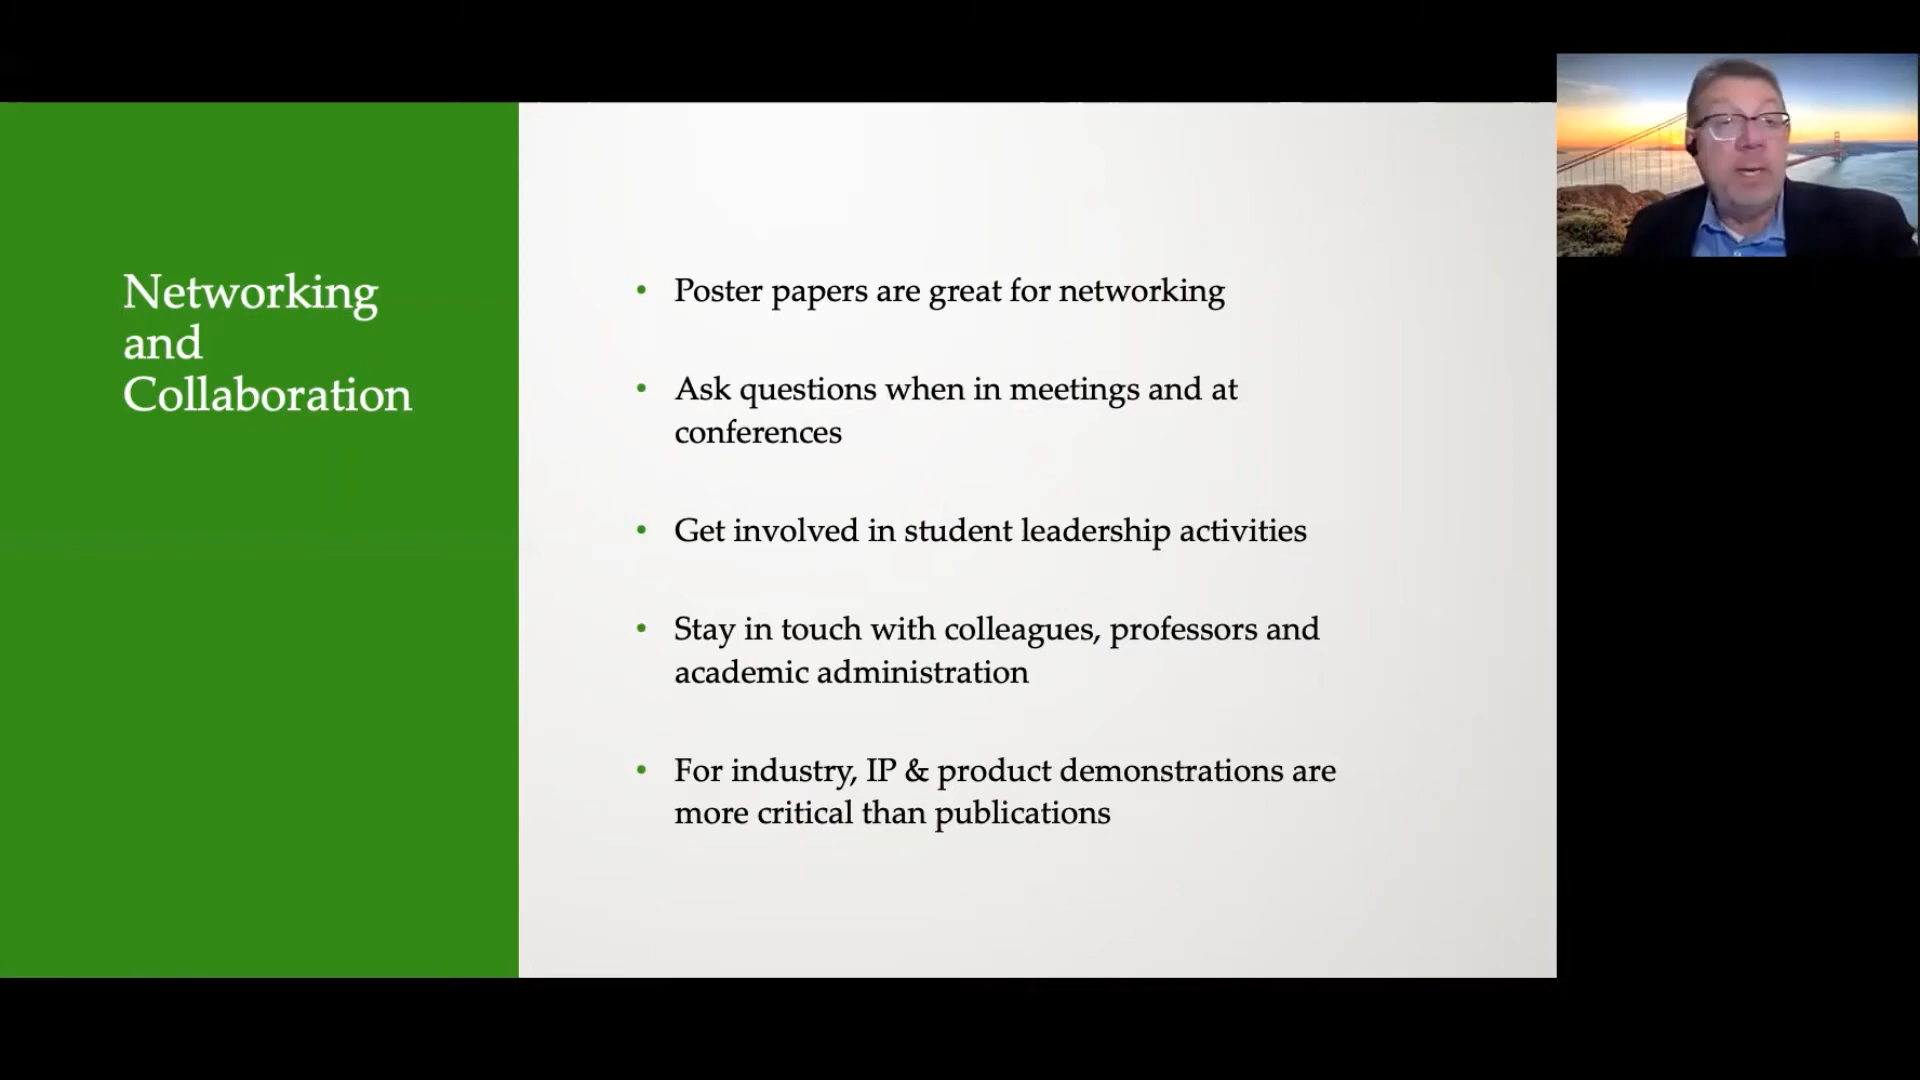 Networking
and
Collaboration
• Poster papers are great for networking
• Ask questions when in meetings and at
conferences
• Get involved in student leadership activities
• Stay in touch with colleagues, professors and
academic administration
• For industry, IP & product demonstrations are
more critical than publications